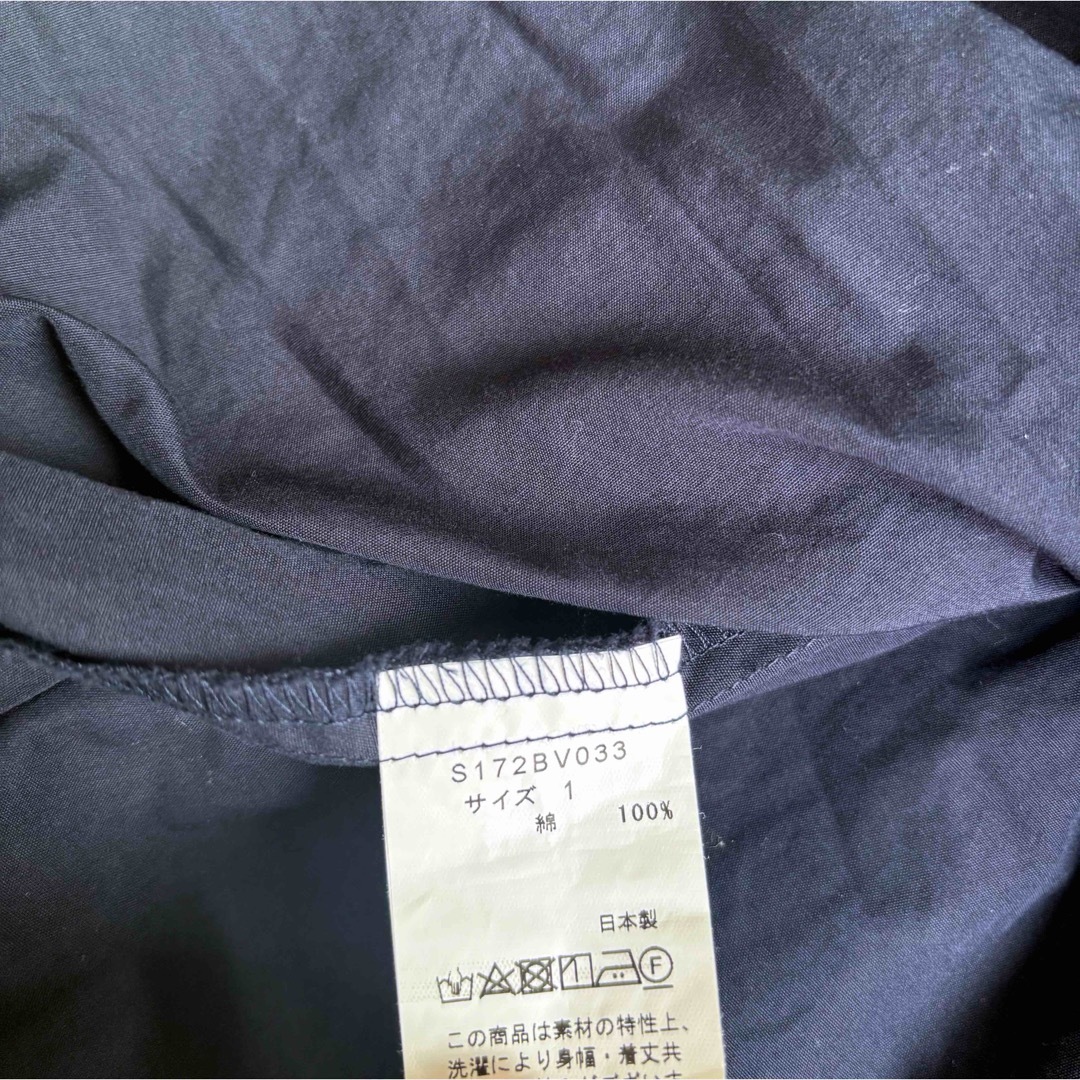 S172BV033
サイズ 1
綿 100%
日本製
F
この商品は素材の特性上、
洗濯により身幅・着丈共